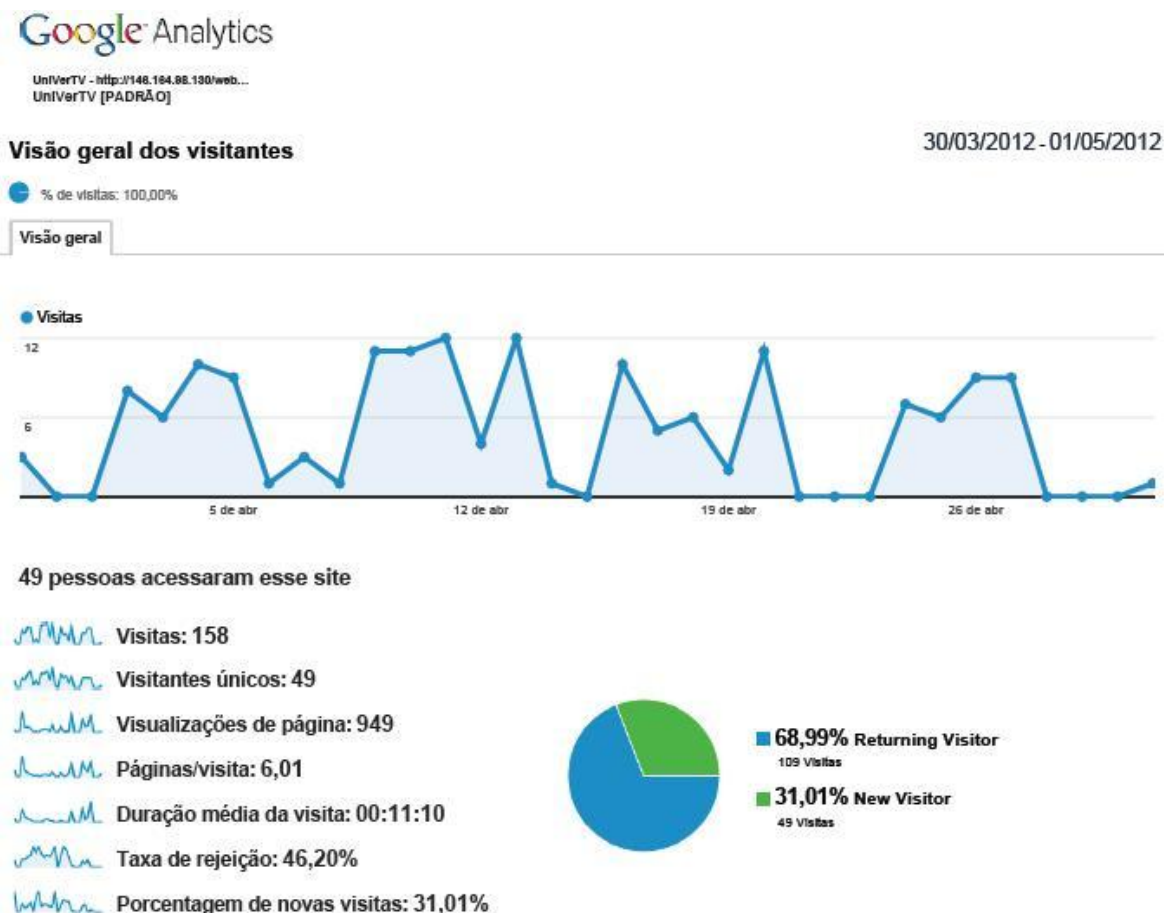 Google Analytics
UniVerTV - http://146.164.98.130/web...
UniVerTV [PADRÃO]
Visão geral dos visitantes
30/03/2012 - 01/05/2012
% de visitas: 100,00%
Visão geral
Visitas
12
6
5 de abr
12 de abr
19 de abr
26 de abr
49 pessoas acessaram esse site
Visitas: 158
Visitantes únicos: 49
Visualizações de página: 949
Páginas/visita: 6,01
Duração média da visita: 00:11:10
Taxa de rejeição: 46,20%
Porcentagem de novas visitas: 31,01%
68,99% Returning Visitor
109 Visitas
31,01% New Visitor
49 Visitas